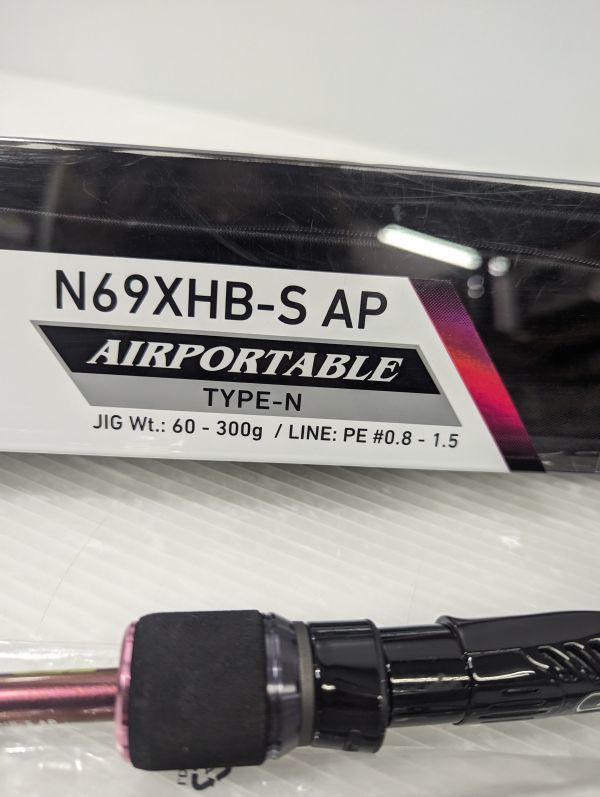 N69XHB-S AP
AIRPORTABLE
TYPE-N
JIG Wt.: 60 - 300g / LINE: PE #0.8 - 1.5